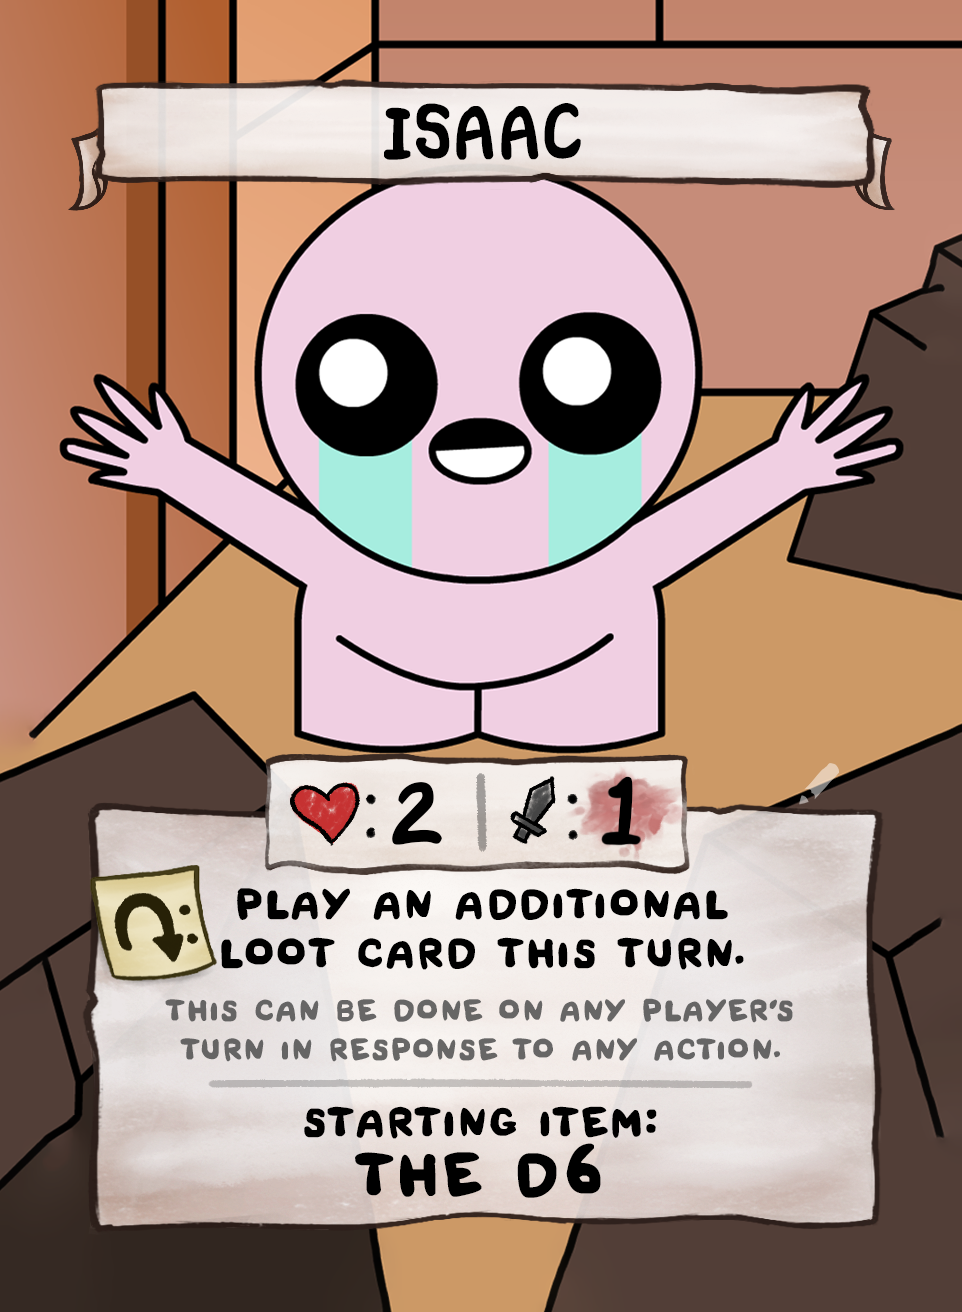 ISAAC
:2 :1
PLAY AN ADDITIONAL
LOOT CARD THIS TURN.
THIS CAN BE DONE ON ANY PLAYER'S
TURN IN RESPONSE TO ANY ACTION.
STARTING ITEM:
THE D6